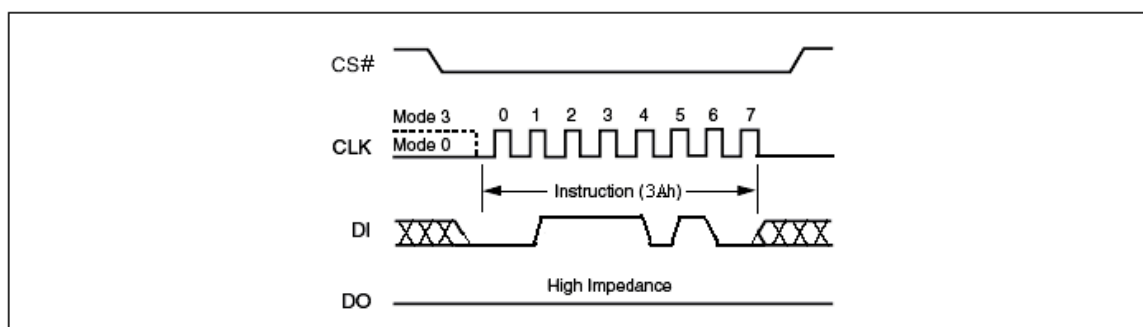 CS#
Mode 3 0 1 2 3 4 5 6 7
CLK Mode 0
Instruction (3Ah)
DI
High Impedance
DO